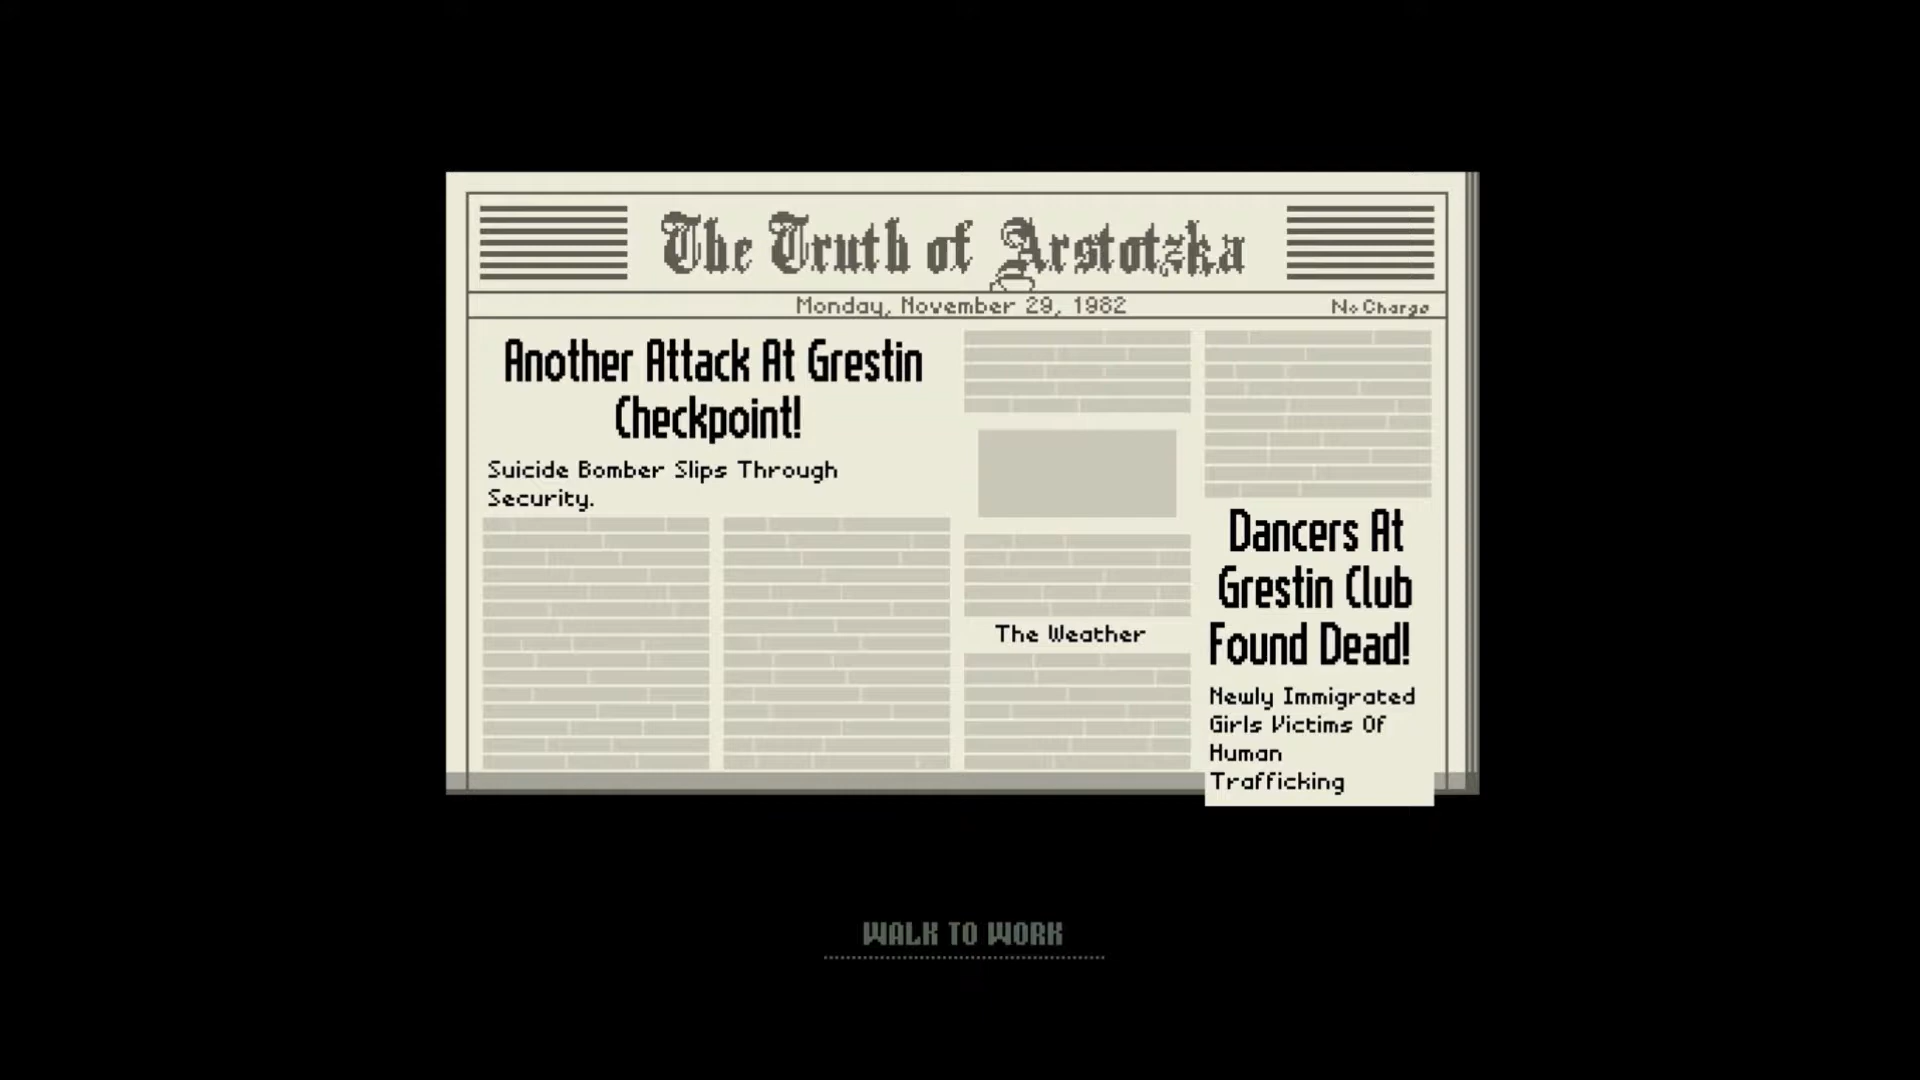 The Truth of Arstotzka
Monday, November 29, 1982
No Charge
Another Attack At Grestin
Checkpoint!
Suicide Bomber Slips Through
Security.
The Weather
Dancers At
Grestin Club
Found Dead!
Newly Immigrated
Girls Victims Of
Human
Trafficking
WALK TO WORK